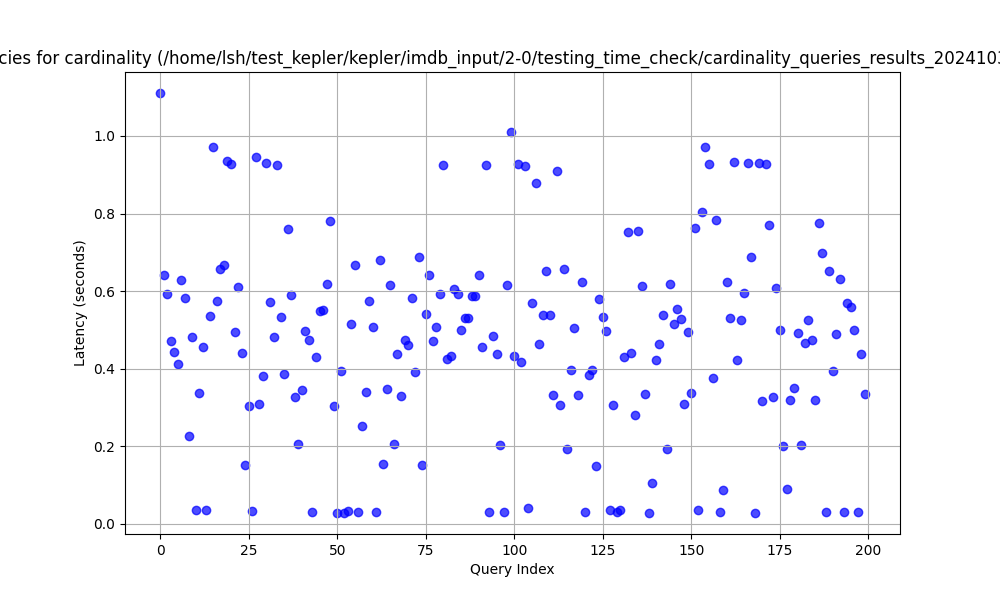 cies for cardinality (/home/lsh/test_kepler/kepler/imdb_input/2-0/testing_time_check/cardinality_queries_results_202410
1.0
0.8
0.6
0.4
0.2
0.0
Latency (seconds)
0 25 50 75 100 125 150 175 200
Query Index